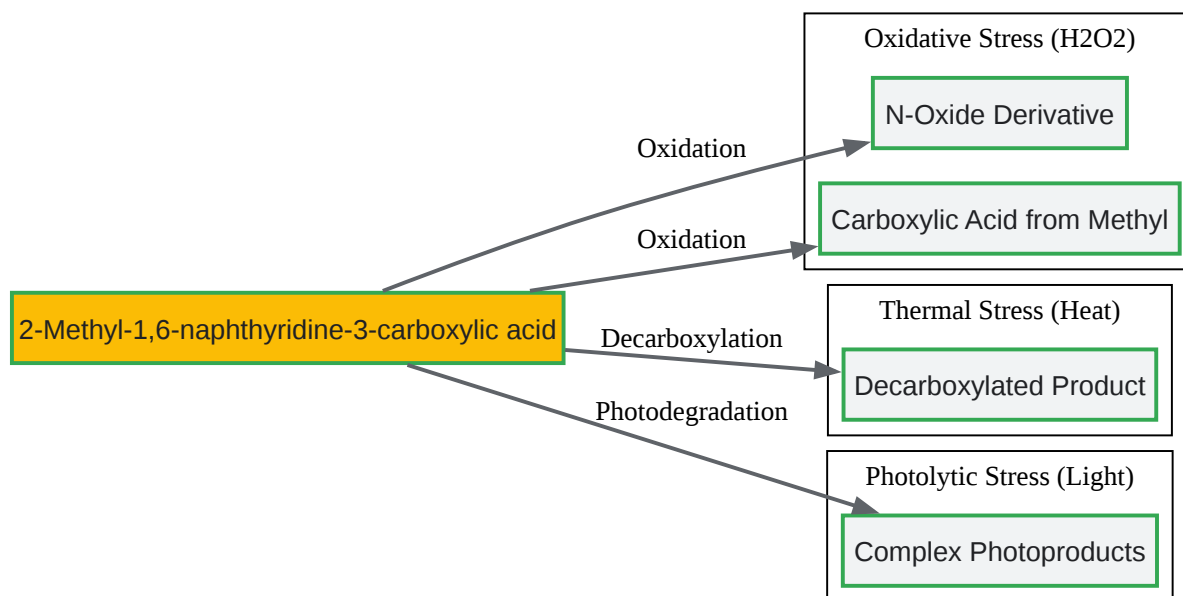 Oxidative Stress (H2O2)
N-Oxide Derivative
Oxidation
Carboxylic Acid from Methyl
Oxidation
2-Methyl-1,6-naphthyridine-3-carboxylic acid
Thermal Stress (Heat)
Decarboxylation
Decarboxylated Product
Photodegradation
Photolytic Stress (Light)
Complex Photoproducts